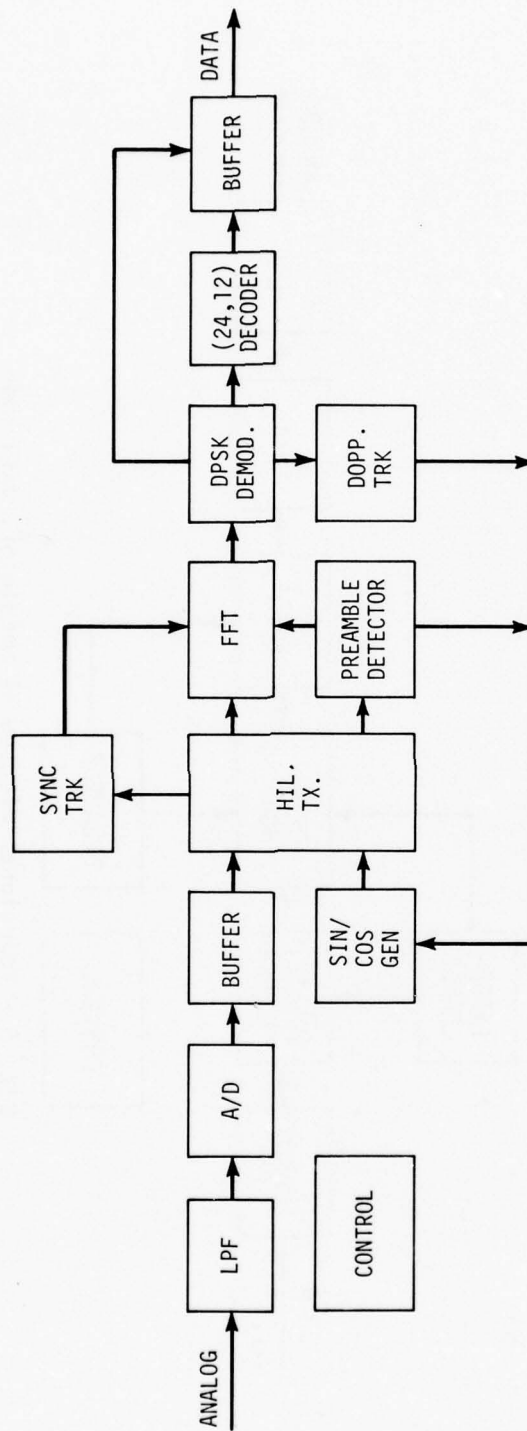 ANALOG
LPF
A/D
BUFFER
HIL.
TX.
FFT
DPSK
DEMOD.
(24,12)
DECODER
BUFFER
DATA
SYNC
TRK
CONTROL
SIN/
COS
GEN
PREAMBLE
DETECTOR
DOPP.
TRK